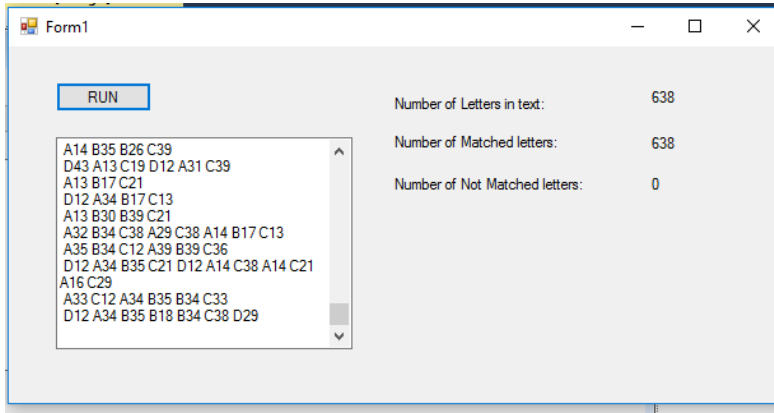 Form1
RUN
Number of Letters in text: 638
A14 B35 B26 C39
D43 A13 C19 D12 A31 C39
A13 B17 C21
D12 A34 B17 C13
A13 B30 B39 C21
A32 B34 C38 A29 C38 A14 B17 C13
A35 B34 C12 A39 B39 C36
D12 A34 B35 C21 D12 A14 C38 A14 C21
A16 C29
A33 C12 A34 B35 B34 C33
D12 A34 B35 B18 B34 C38 D29
Number of Matched letters: 638
Number of Not Matched letters: 0